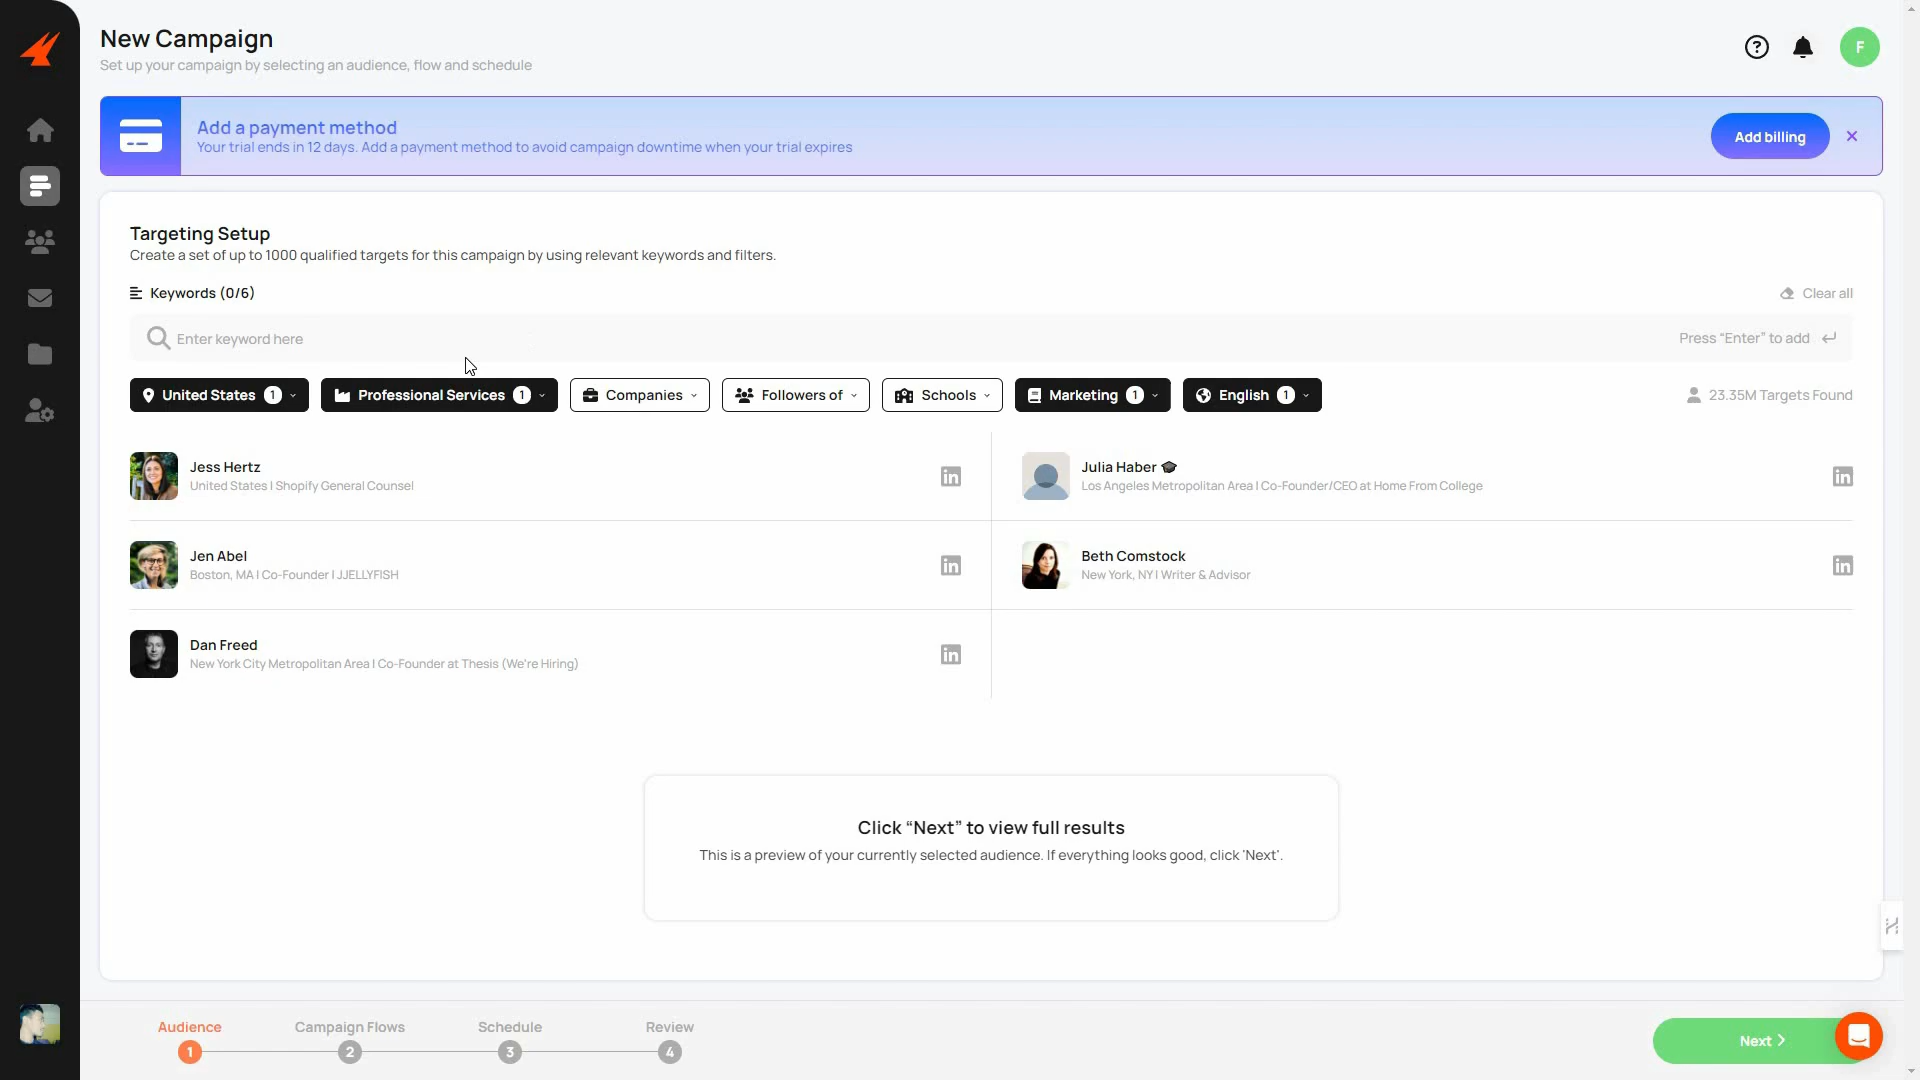 New Campaign
Set up your campaign by selecting an audience, flow and schedule
F
Add a payment method
Your trial ends in 12 days. Add a payment method to avoid campaign downtime when your trial expires
Add billing
Targeting Setup
Create a set of up to 1000 qualified targets for this campaign by using relevant keywords and filters.
Keywords (0/6)
Clear all
Enter keyword here
Press “Enter” to add
United States 1
Professional Services 1
Companies
Followers of
Schools
Marketing 1
English 1
23.35M Targets Found
Jess Hertz
United States | Shopify General Counsel
in
Julia Haber
Los Angeles Metropolitan Area | Co-Founder/CEO at Home From College
in
Jen Abel
Boston, MA | Co-Founder | JJELLYFISH
in
Beth Comstock
New York, NY | Writer & Advisor
in
Dan Freed
New York City Metropolitan Area | Co-Founder at Thesis (We're Hiring)
in
Click “Next” to view full results
This is a preview of your currently selected audience. If everything looks good, click 'Next'.
Audience
1
Campaign Flows
2
Schedule
3
Review
4
Next